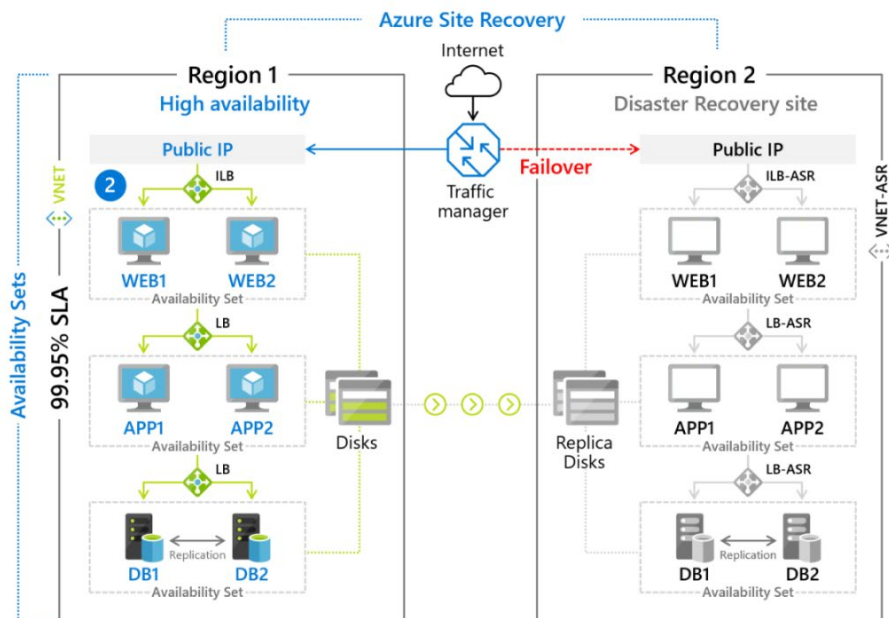 Azure Site Recovery
Internet
Region 1
High availability
Region 2
Disaster Recovery site
Public IP
Failover
Public IP
Traffic
manager
2
ILB
ILB-ASR
VNET
VNET-ASR
WEB1
WEB2
Availability Set
WEB1
WEB2
Availability Set
Availability Sets
99.95% SLA
LB
LB-ASR
APP1
APP2
Availability Set
Disks
Replica
Disks
APP1
APP2
Availability Set
LB
LB-ASR
Replication
DB1
DB2
Availability Set
Replication
DB1
DB2
Availability Set